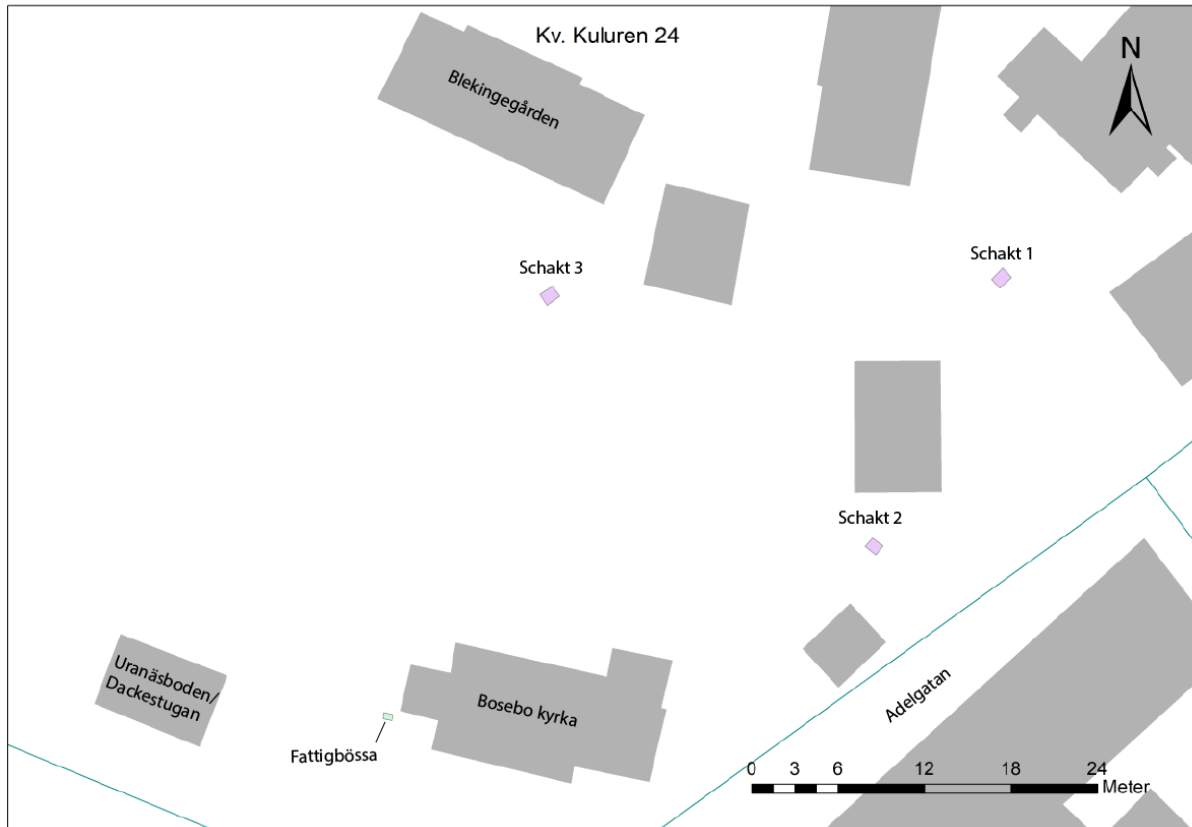 Kv. Kuluren 24
N
Blekingegården
Schakt 1
Schakt 3
Schakt 2
Uranäsboden/
Dackestugan
Bosebo kyrka
Adelgatan
Fattigbössa
0 3 6 12 18 24
Meter